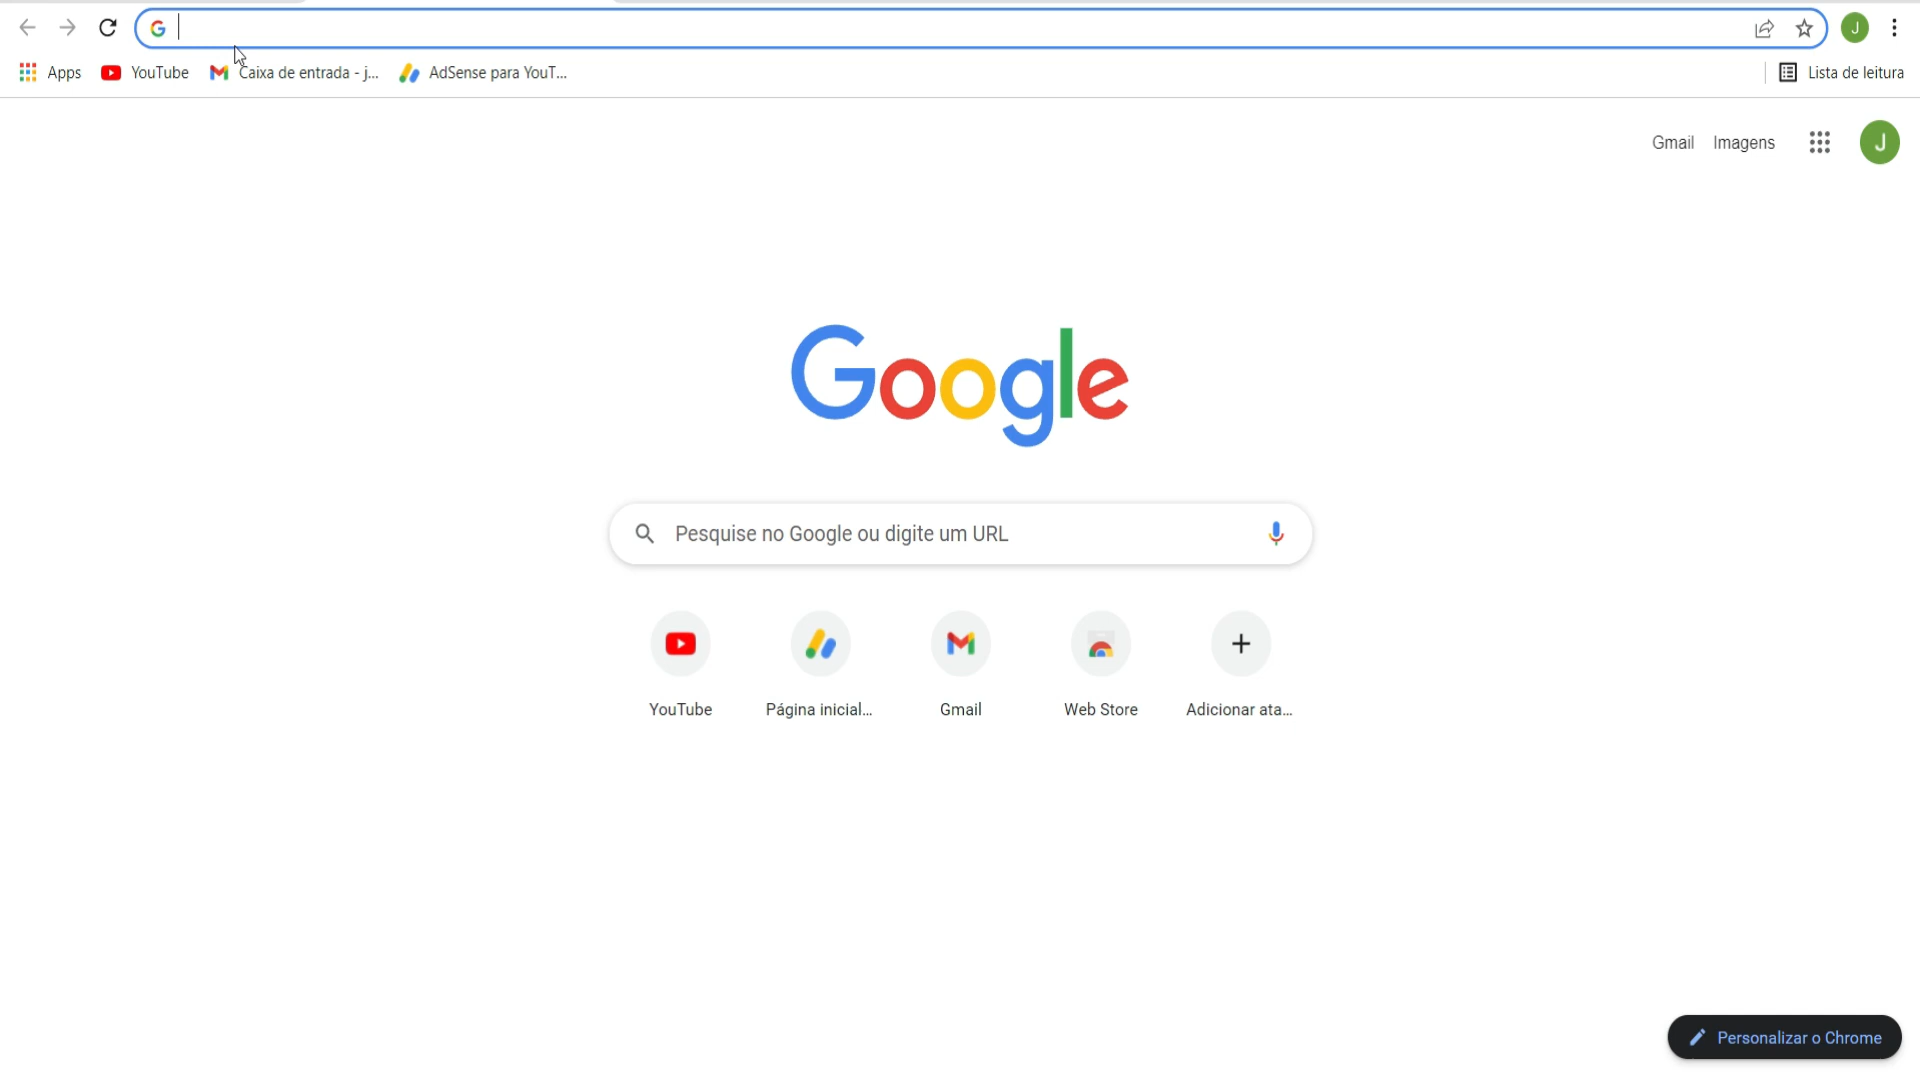 Apps YouTube Caixa de entrada - j... AdSense para YouT... Lista de leitura
Gmail Imagens J
Google
Pesquise no Google ou digite um URL
YouTube Página inicial... Gmail Web Store Adicionar ata...
Personalizar o Chrome